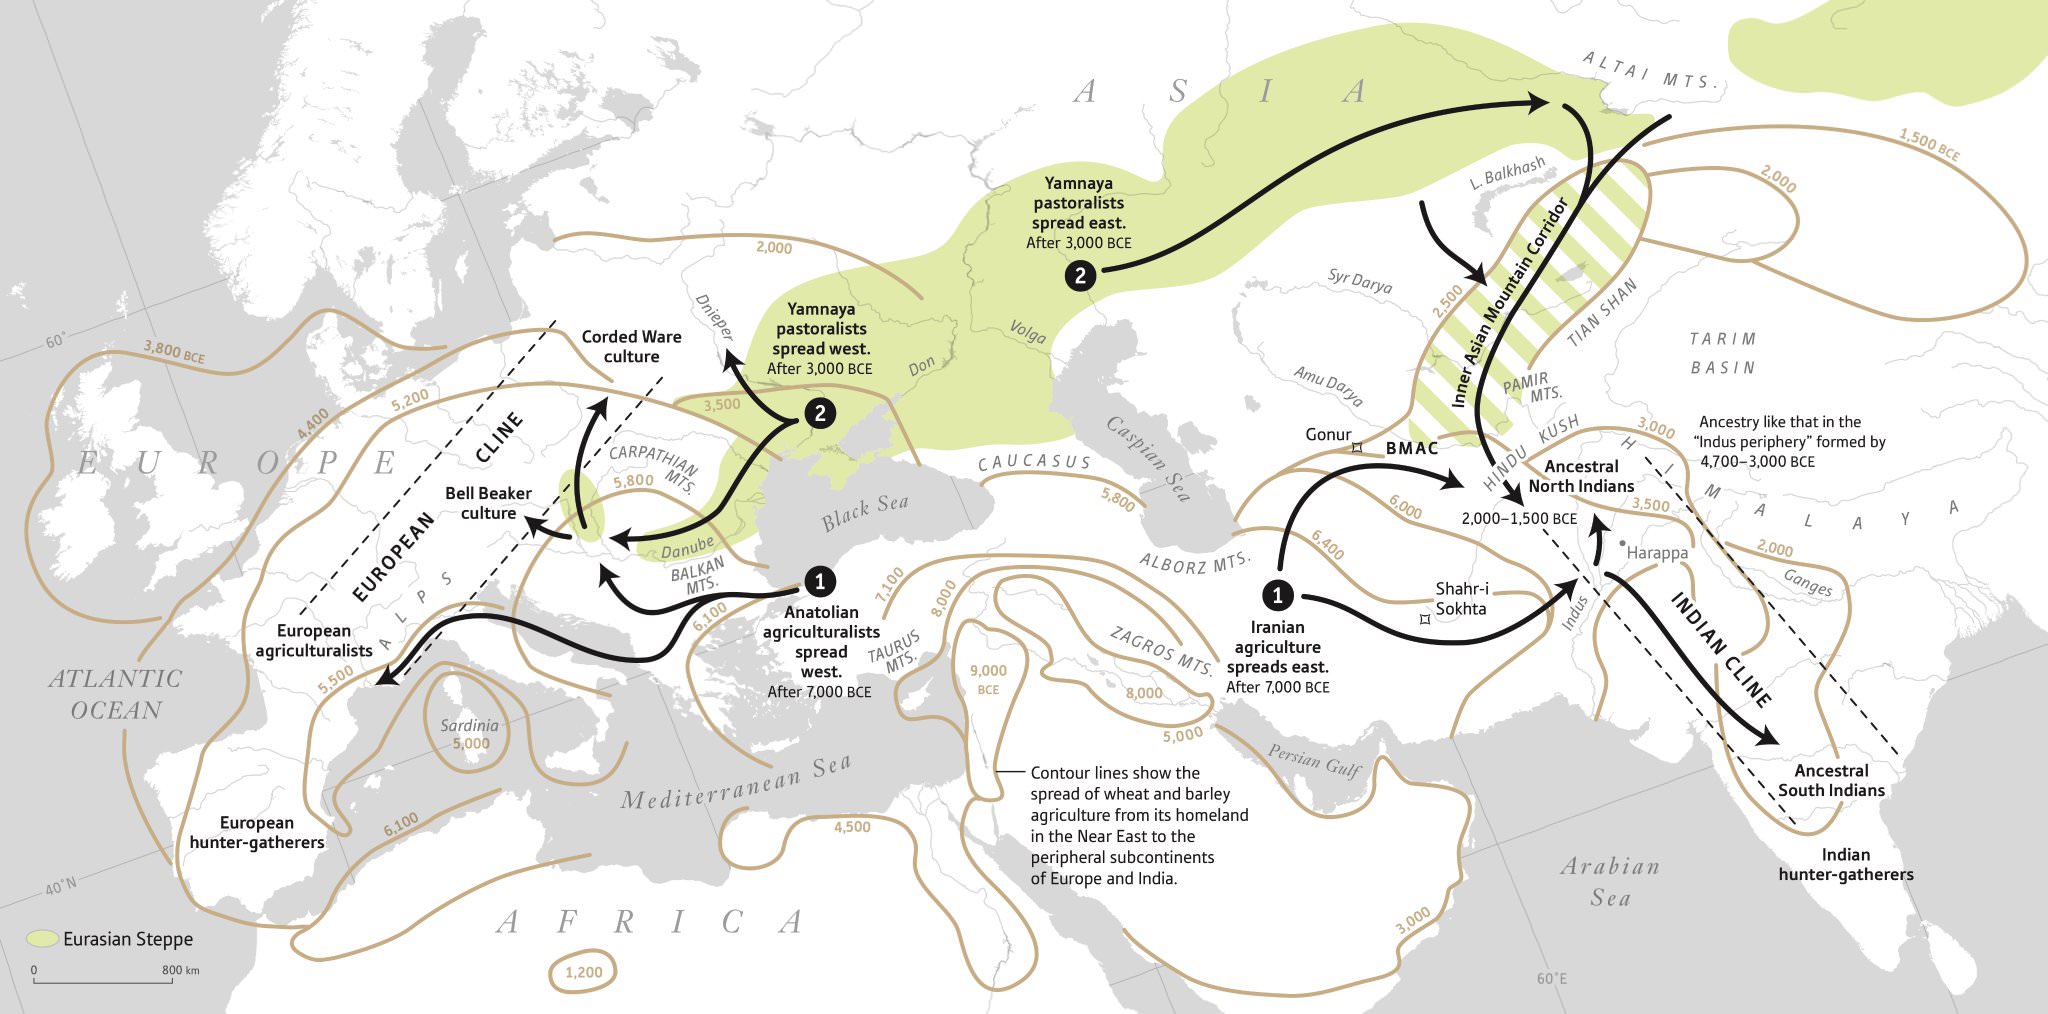 ASIA
ALTAI MTS.
1,500 BCE
2,000
L. Balkhash
Yamnaya
pastoralists
spread east.
After 3,000 BCE
2
Inner Asian Mountain Corridor
2,500
TIAN SHAN
Syr Darya
Amu Darya
PAMIR
MTS.
TARIM
BASIN
2,000
Dnieper
Yamnaya
pastoralists
spread west.
After 3,000 BCE
2
Volga
Don
60°
3,800 BCE
Corded Ware
culture
4,400
5,200
3,500
EUROPE
EUROPEAN CLINE
CARPATHIAN
MTS.
5,800
Bell Beaker
culture
Danube
BALKAN
MTS.
Black Sea
CAUCASUS
5,800
Caspian Sea
Gonur
BMAC
HINDU KUSH
3,000
Ancestry like that in the
“Indus periphery” formed by
4,700–3,000 BCE
Ancestral
North Indians
3,500
HIMALAYA
2,000–1,500 BCE
6,000
6,400
Harappa
2,000
Ganges
ALBORZ MTS.
1
Anatolian
agriculturalists
spread
west.
After 7,000 BCE
6,100
7,100
8,000
TAURUS
MTS.
ZAGROS MTS.
1
Iranian
agriculture
spreads east.
After 7,000 BCE
Shahr-i
Sokhta
Indus
INDIAN CLINE
European
agriculturalists
ALPS
5,500
ATLANTIC
OCEAN
Sardinia
5,000
9,000
BCE
8,000
5,000
Persian Gulf
Mediterranean Sea
Contour lines show the
spread of wheat and barley
agriculture from its homeland
in the Near East to the
peripheral subcontinents
of Europe and India.
Ancestral
South Indians
European
hunter-gatherers
6,100
4,500
Indian
hunter-gatherers
Arabian
Sea
40°N
AFRICA
3,000
Eurasian Steppe
0 800 km
1,200
60°E